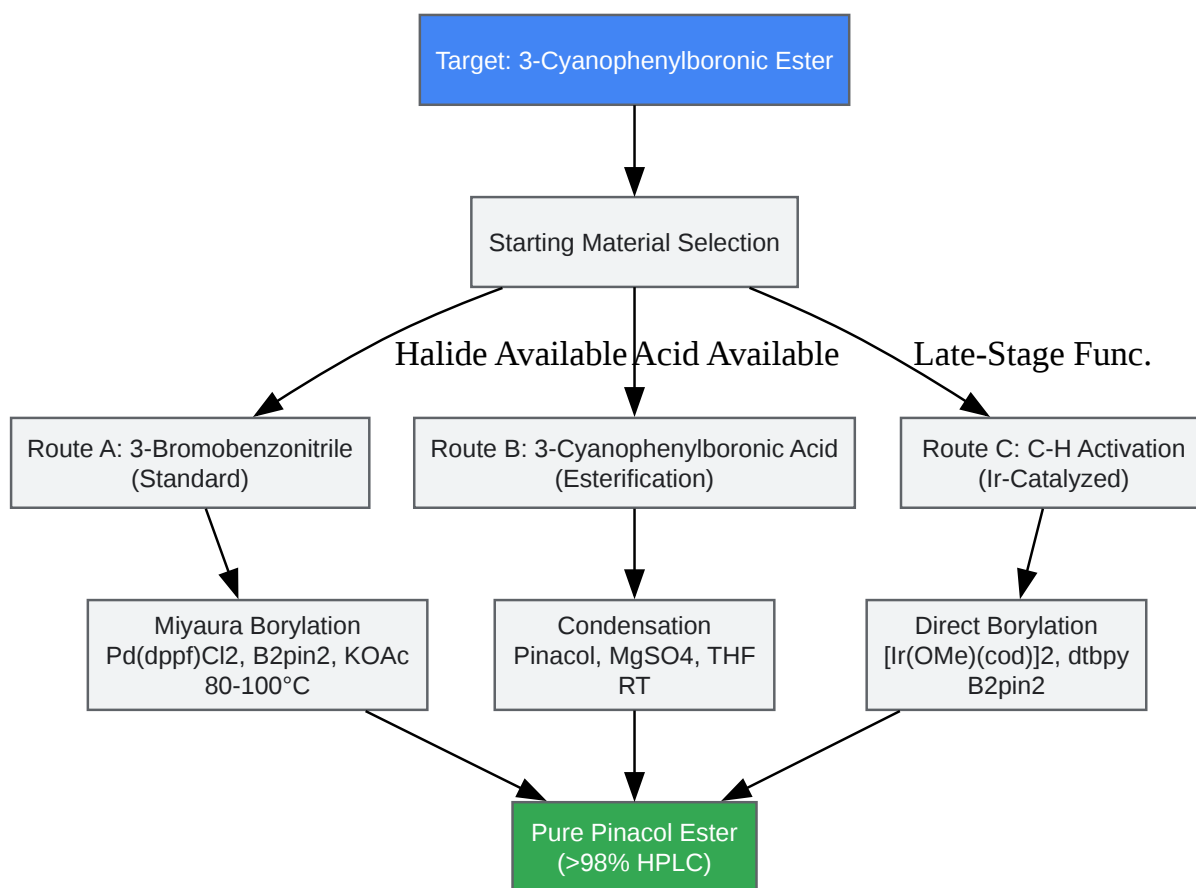 Target: 3-Cyanophenylboronic Ester
Starting Material Selection
Halide Available
Acid Available
Late-Stage Func.
Route A: 3-Bromobenzonitrile
(Standard)
Route B: 3-Cyanophenylboronic Acid
(Esterification)
Route C: C-H Activation
(Ir-Catalyzed)
Miyaura Borylation
Pd(dppf)Cl2, B2pin2, KOAc
80-100°C
Condensation
Pinacol, MgSO4, THF
RT
Direct Borylation
[Ir(OMe)(cod)]2, dtbpy
B2pin2
Pure Pinacol Ester
(>98% HPLC)